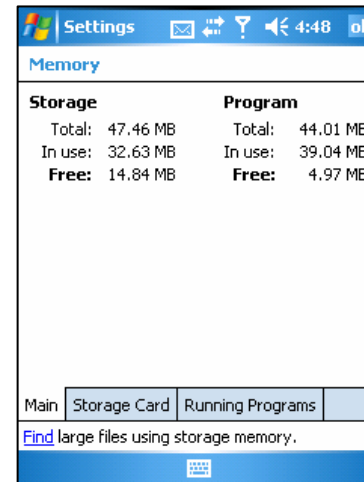 Settings 4:48 ok
Memory
Storage Program
Total: 47.46 MB Total: 44.01 MB
In use: 32.63 MB In use: 39.04 MB
Free: 14.84 MB Free: 4.97 MB
Main Storage Card Running Programs
Find large files using storage memory.